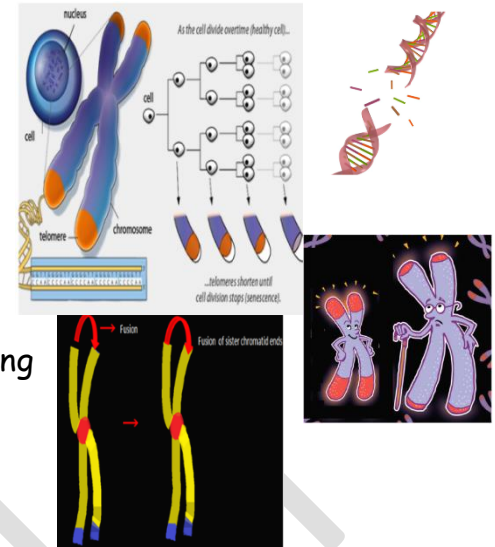 nucleus
As the cell divide overtime (healthy cell)...
cell
cell
chromosome
telomere
...telomeres shorten until
cell division stops (senescence).
Fusion
Fusion of sister chromatid ends
ng